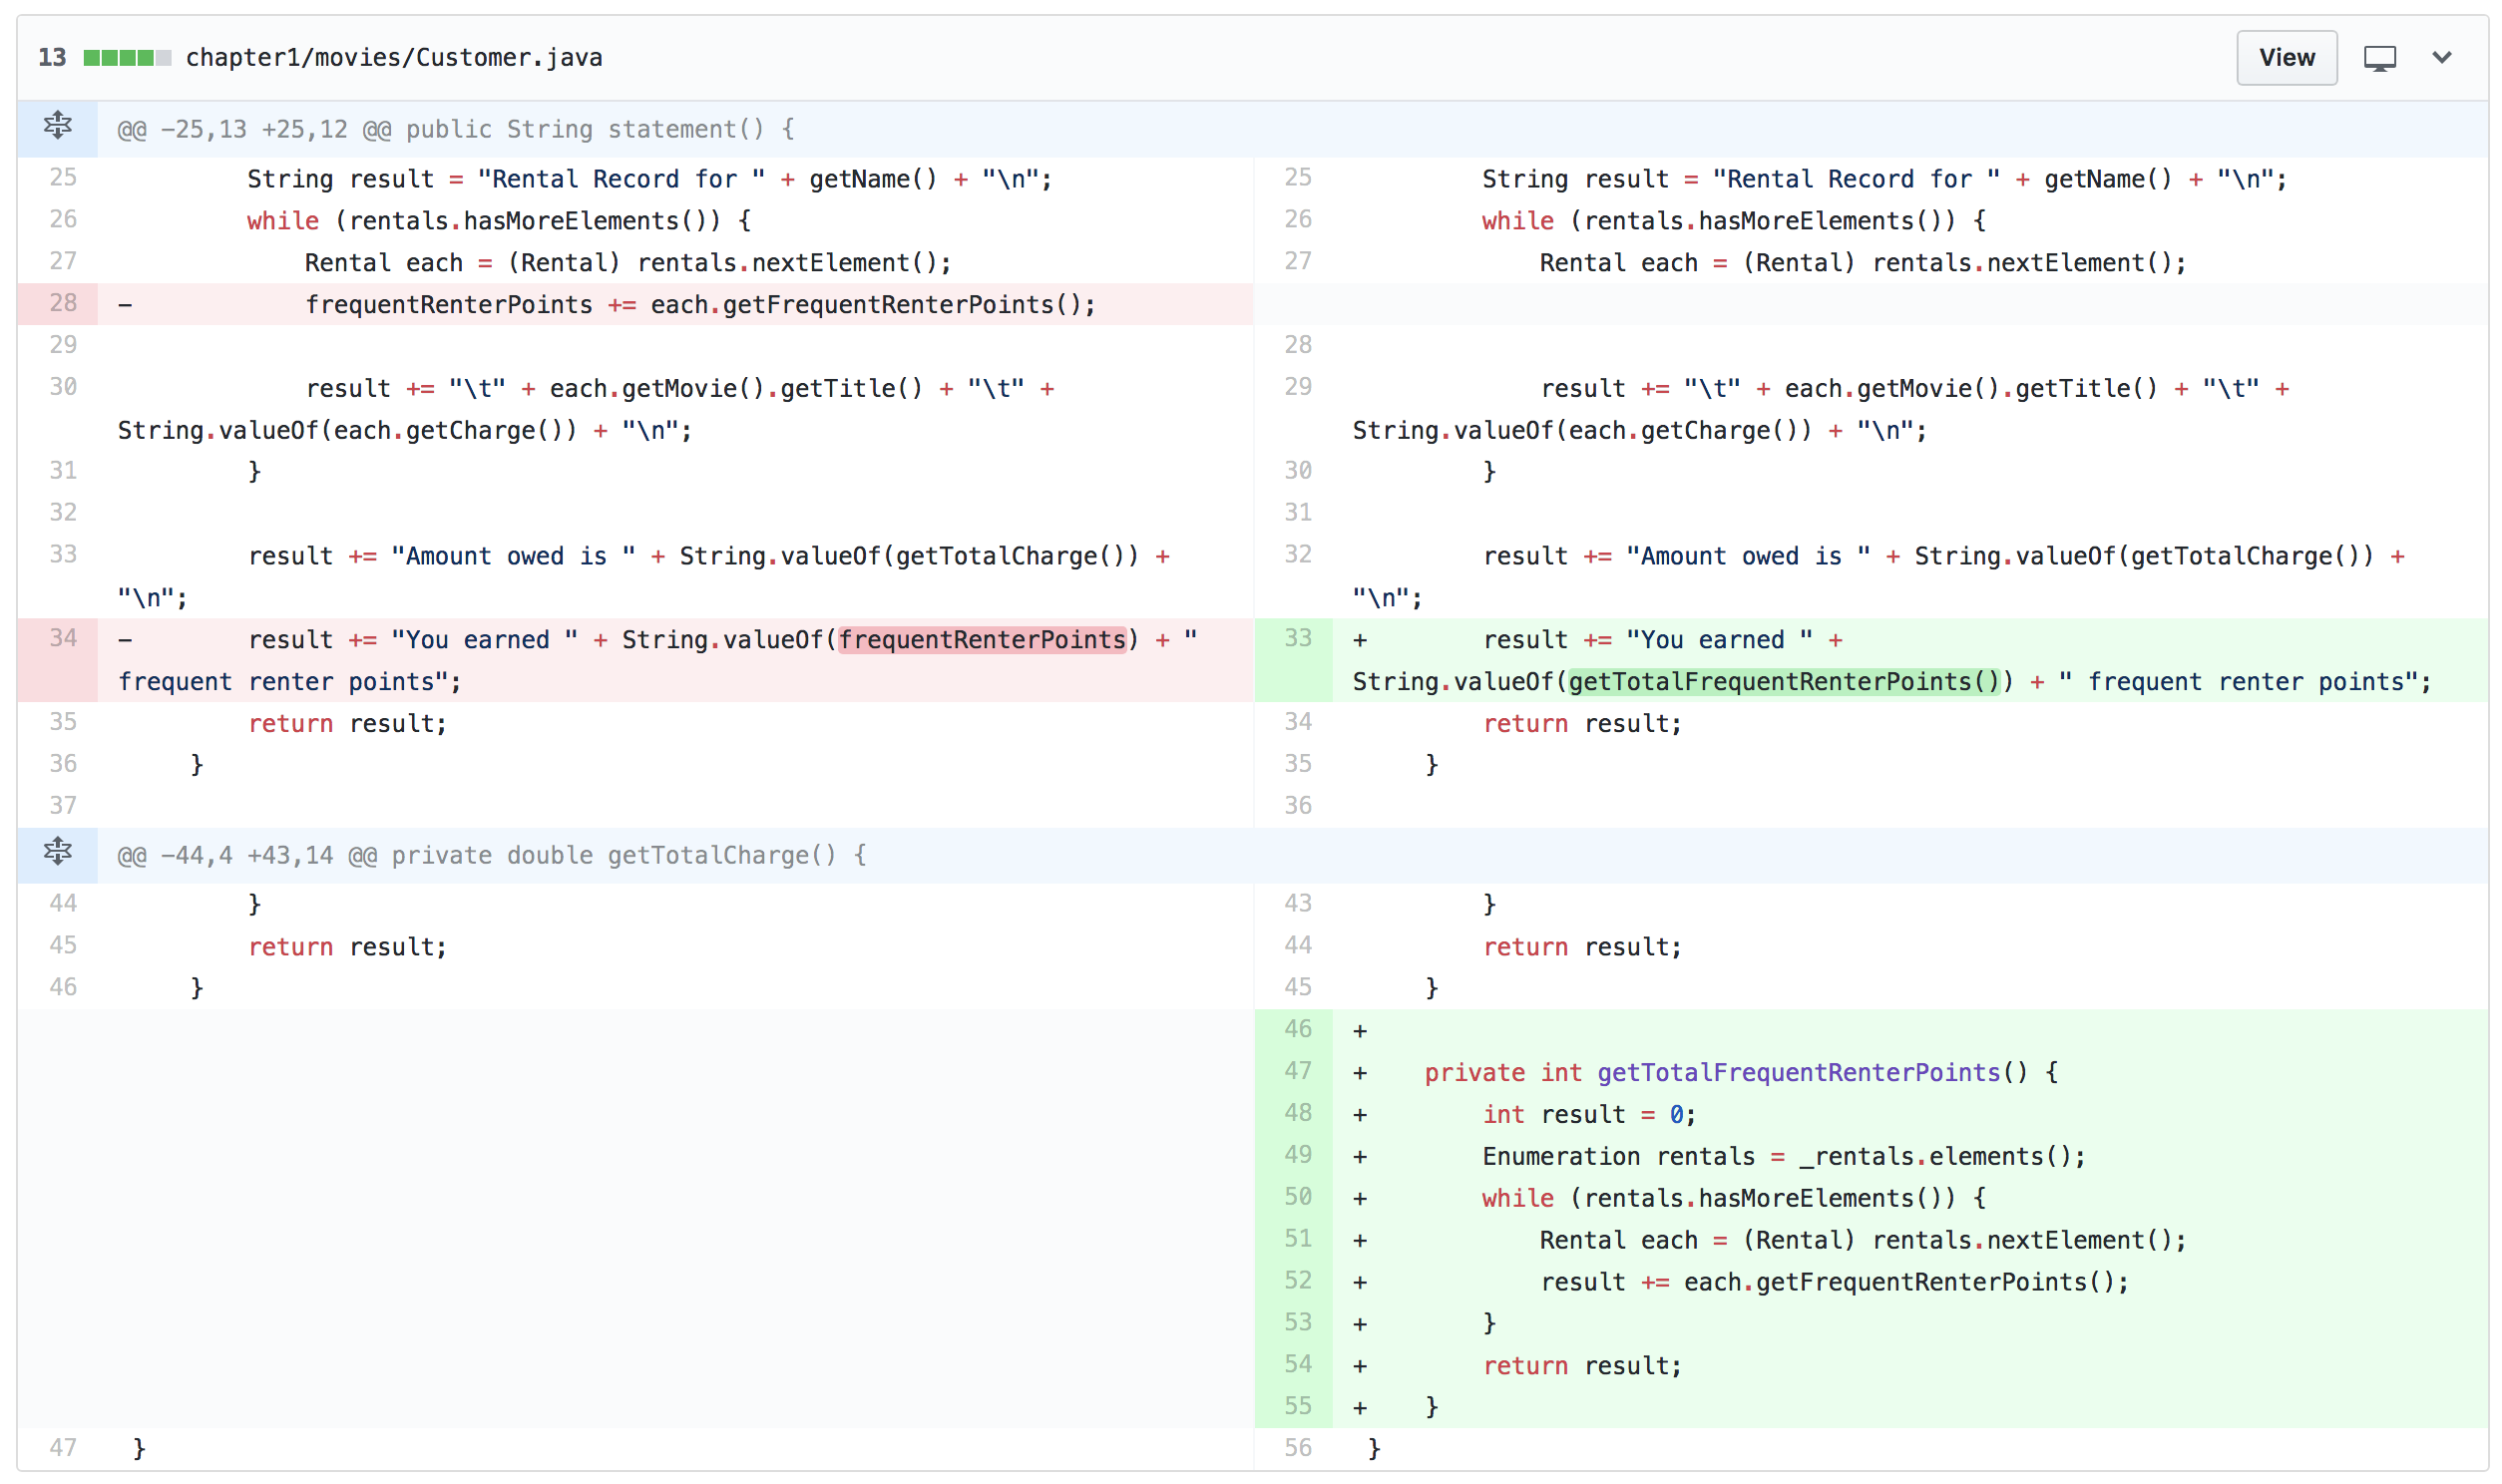 13 chapter1/movies/Customer.java View
@@ -25,13 +25,12 @@ public String statement() {
25 String result = "Rental Record for " + getName() + "\n";
26 while (rentals.hasMoreElements()) {
27 Rental each = (Rental) rentals.nextElement();
28 - frequentRenterPoints += each.getFrequentRenterPoints();
29
30 result += "\t" + each.getMovie().getTitle() + "\t" +
String.valueOf(each.getCharge()) + "\n";
31 }
32
33 result += "Amount owed is " + String.valueOf(getTotalCharge()) +
"\n";
34 - result += "You earned " + String.valueOf(frequentRenterPoints) + "
frequent renter points";
35 return result;
36 }
37
25 String result = "Rental Record for " + getName() + "\n";
26 while (rentals.hasMoreElements()) {
27 Rental each = (Rental) rentals.nextElement();
28
29 result += "\t" + each.getMovie().getTitle() + "\t" +
String.valueOf(each.getCharge()) + "\n";
30 }
31
32 result += "Amount owed is " + String.valueOf(getTotalCharge()) +
"\n";
33 + result += "You earned " +
String.valueOf(getTotalFrequentRenterPoints()) + " frequent renter points";
34 return result;
35 }
36
@@ -44,4 +43,14 @@ private double getTotalCharge() {
44 }
45 return result;
46 }
47 }
43 }
44 return result;
45 }
46 +
47 + private int getTotalFrequentRenterPoints() {
48 + int result = 0;
49 + Enumeration rentals = _rentals.elements();
50 + while (rentals.hasMoreElements()) {
51 + Rental each = (Rental) rentals.nextElement();
52 + result += each.getFrequentRenterPoints();
53 + }
54 + return result;
55 + }
56 }